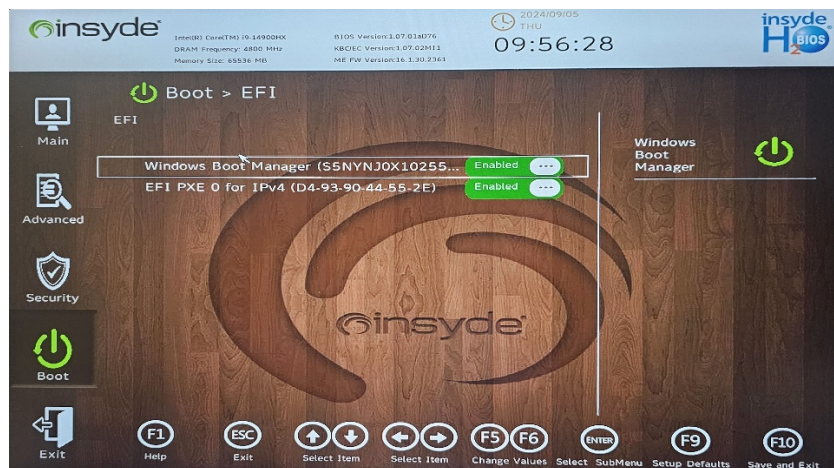 insyde®
Intel(R) Core(TM) i9-14900HX
DRAM Frequency: 4800 MHz
Memory Size: 65536 MB
BIOS Version:1.07.01aD76
KBC/EC Version:1.07.02M11
ME FW Version:16.1.30.2361
2024/09/05
THU
09:56:28
insyde
H2BIOS
Boot > EFI
EFI
Main
Advanced
Security
Boot
Exit
Windows Boot Manager (S5NYNJ0X10255... Enabled
EFI PXE 0 for IPv4 (D4-93-90-44-55-2E) Enabled
Windows
Boot
Manager
insyde®
F1
Help
ESC
Exit
Select Item
Select Item
F5 F6
Change Values
ENTER
Select SubMenu
F9
Setup Defaults
F10
Save and Exit